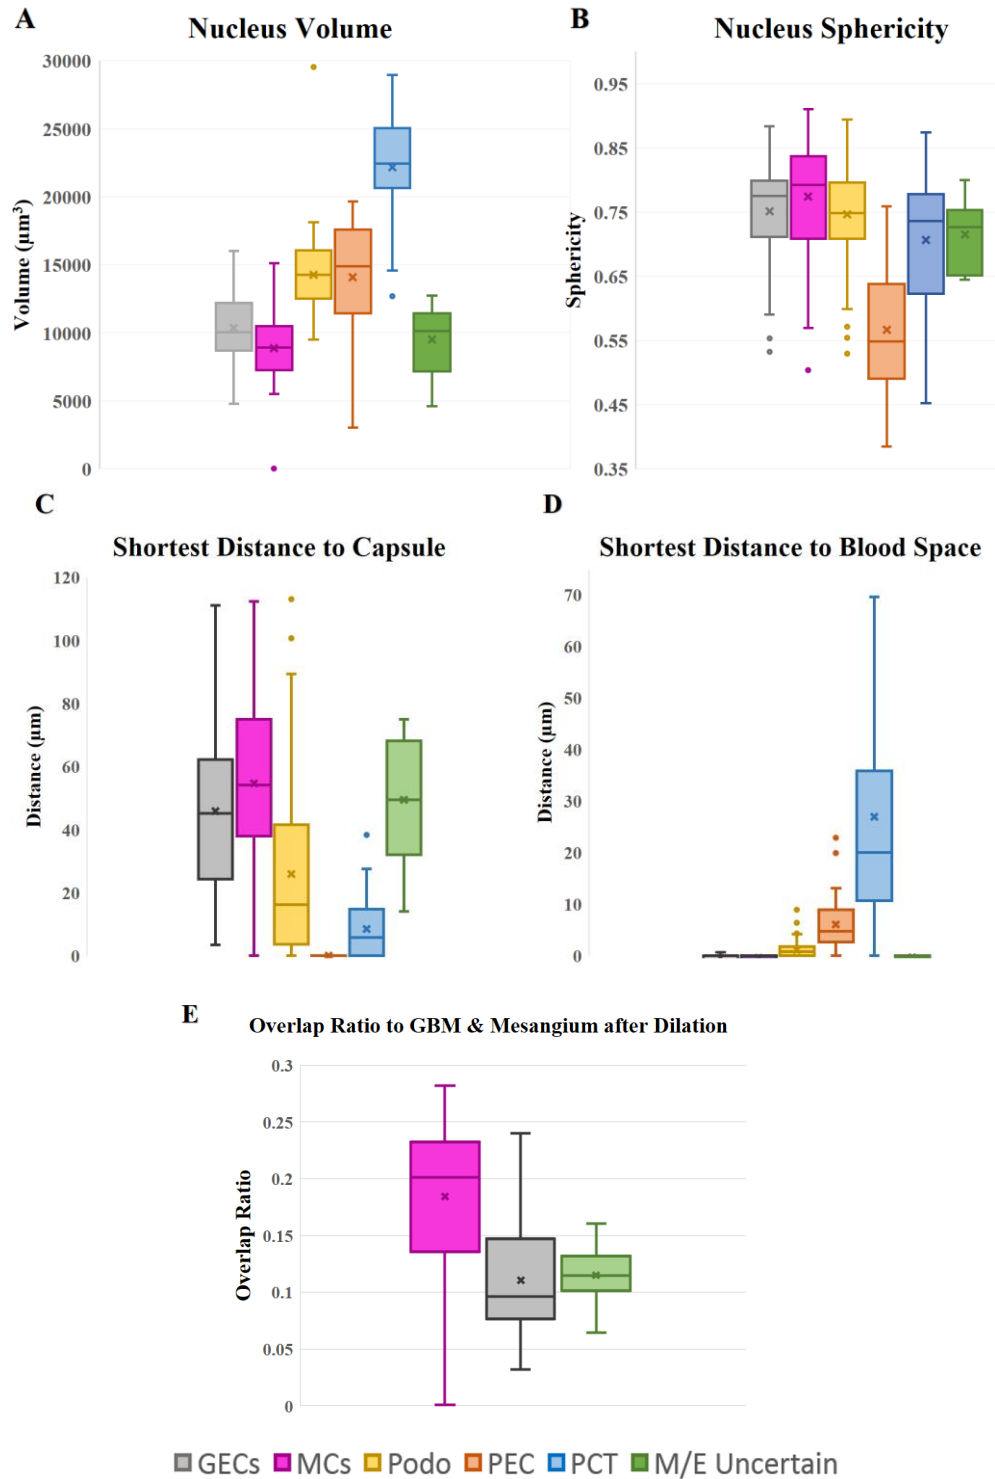 A
Nucleus Volume
Volume (μm³)
30000
25000
20000
15000
10000
5000
0
B
Nucleus Sphericity
Sphericity
0.95
0.85
0.75
0.65
0.55
0.45
0.35
C
Shortest Distance to Capsule
Distance (μm)
120
100
80
60
40
20
0
D
Shortest Distance to Blood Space
Distance (μm)
70
60
50
40
30
20
10
0
E
Overlap Ratio to GBM & Mesangium after Dilation
Overlap Ratio
0.3
0.25
0.2
0.15
0.1
0.05
0
GECs MCs Podo PEC PCT M/E Uncertain